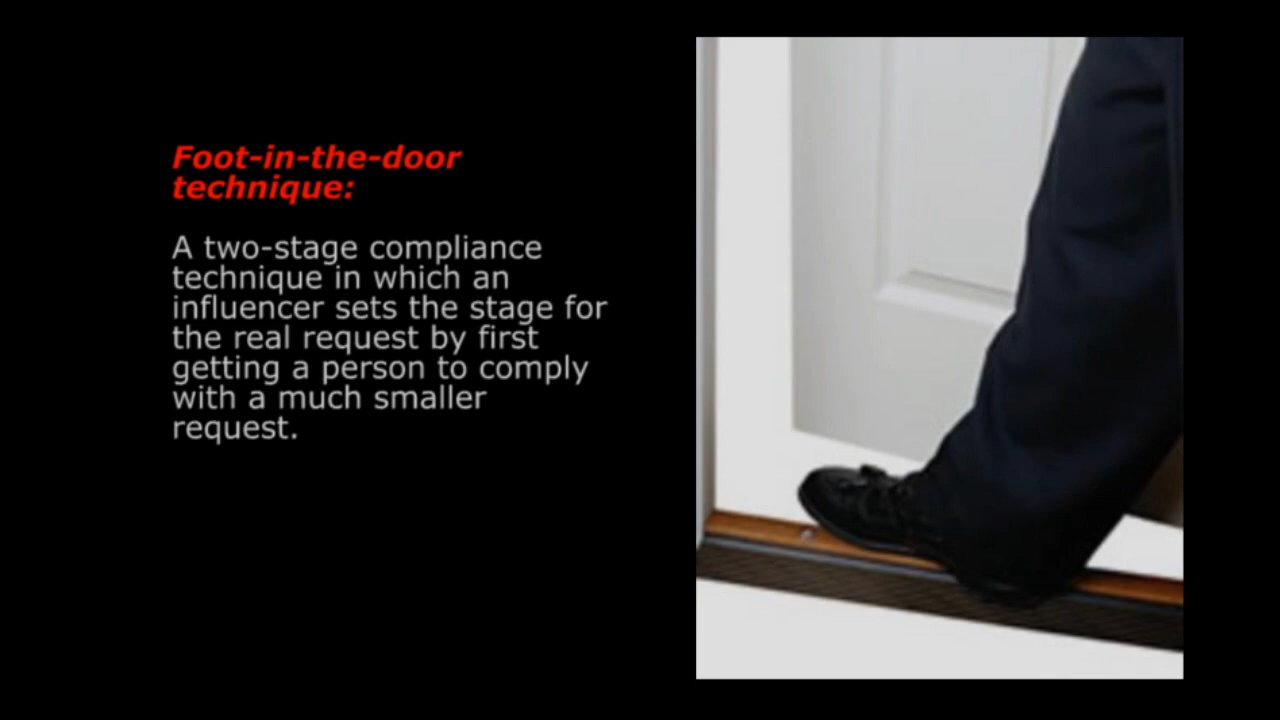 Foot-in-the-door
technique:
A two-stage compliance
technique in which an
influencer sets the stage for
the real request by first
getting a person to comply
with a much smaller
request.